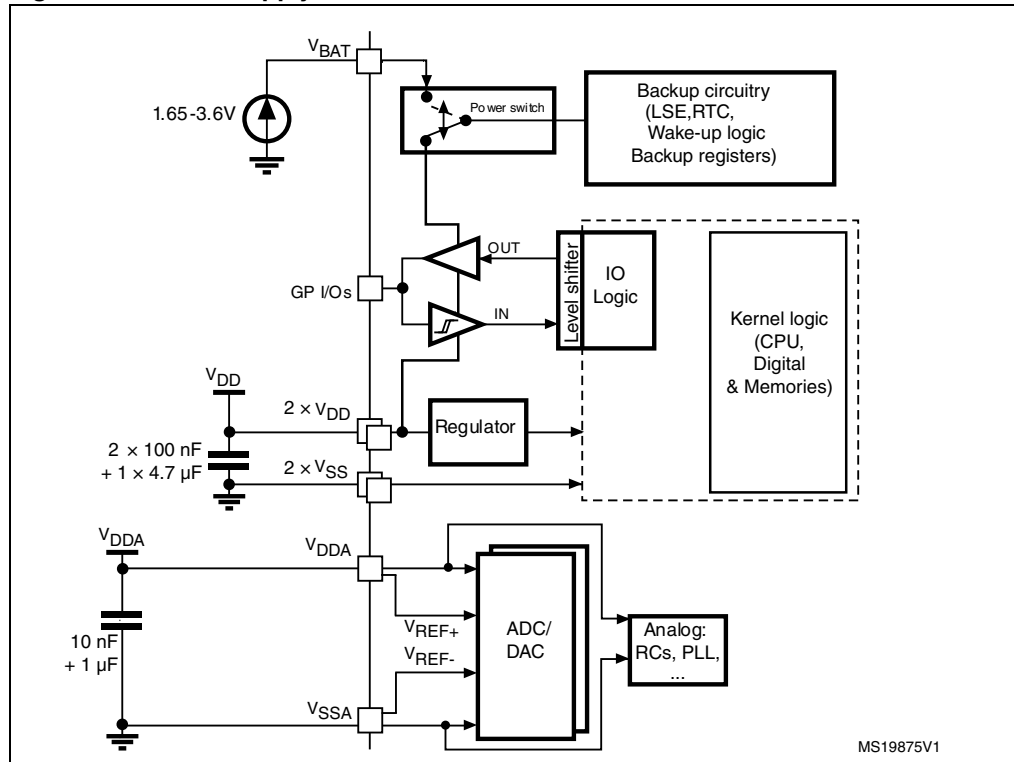 VBAT
1.65-3.6V
Power switch
Backup circuitry
(LSE,RTC,
Wake-up logic
Backup registers)
OUT
GP I/Os
IN
Level shifter
IO
Logic
Kernel logic
(CPU,
Digital
& Memories)
VDD
2 × VDD
Regulator
2 × 100 nF
+ 1 × 4.7 µF
2 × VSS
VDDA
VDDA
10 nF
+ 1 µF
VREF+
VREF-
ADC/
DAC
Analog:
RCs, PLL,
...
VSSA
MS19875V1